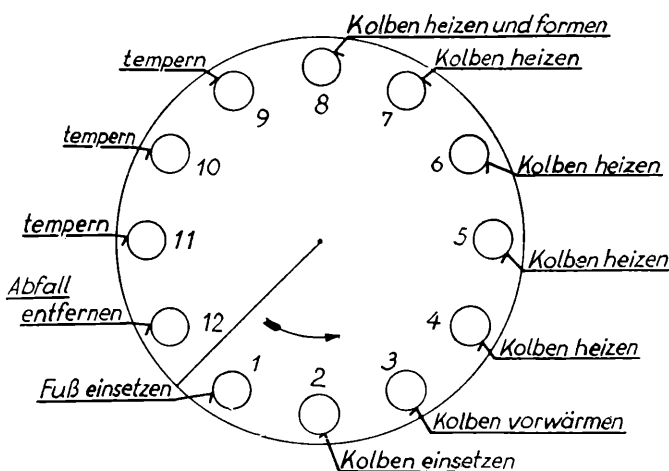 Kolben heizen und formen
tempern
Kolben heizen
8
9
7
tempern
10
6
Kolben heizen
tempern
11
5
Kolben heizen
Abfall
entfernen
12
4
Kolben heizen
Fuß einsetzen
1
2
3
Kolben vorwärmen
Kolben einsetzen